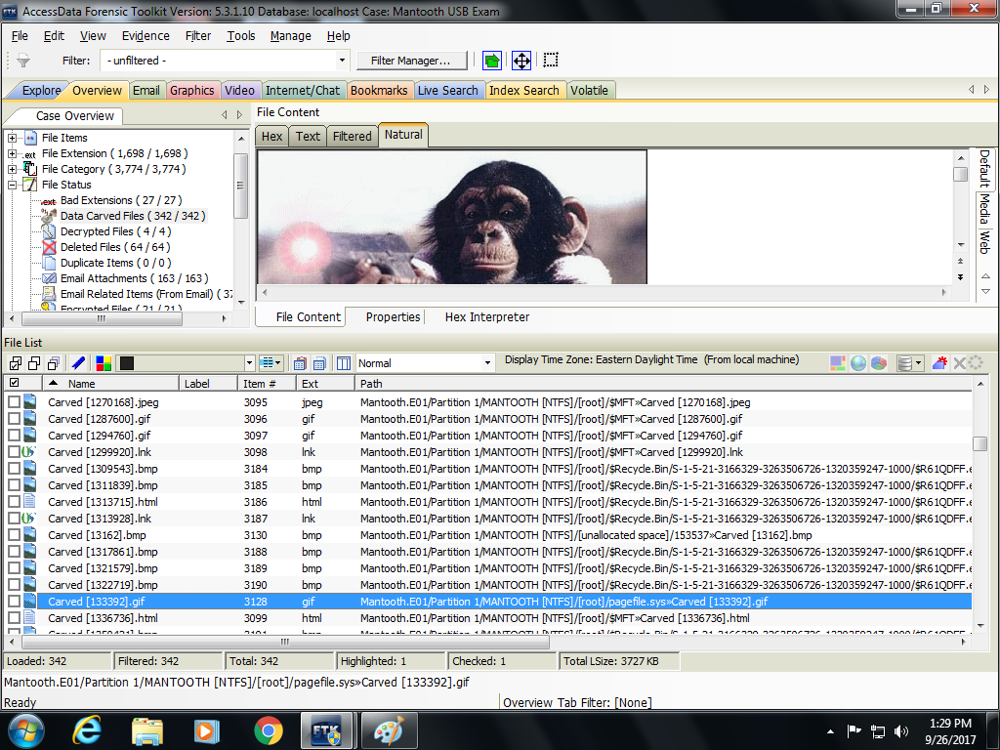 AccessData Forensic Toolkit Version: 5.3.1.10 Database: localhost Case: Mantooth USB Exam
File Edit View Evidence Filter Tools Manage Help
Filter: - unfiltered - Filter Manager...
Explore Overview Email Graphics Video Internet/Chat Bookmarks Live Search Index Search Volatile
Case Overview
File Items
File Extension ( 1,698 / 1,698 )
File Category ( 3,774 / 3,774 )
File Status
Bad Extensions ( 27 / 27 )
Data Carved Files ( 342 / 342 )
Decrypted Files ( 4 / 4 )
Deleted Files ( 64 / 64 )
Duplicate Items ( 0 / 0 )
Email Attachments ( 163 / 163 )
Email Related Items (From Email) ( 37
Encrypted Files ( 21 / 21 )
File Content
Hex Text Filtered Natural
Default
Media
Web
File Content Properties Hex Interpreter
File List
Normal Display Time Zone: Eastern Daylight Time (From local machine)
Name Label Item # Ext Path
Carved [1270168].jpeg 3095 jpeg Mantooth.E01/Partition 1/MANTOOTH [NTFS]/[root]/$MFT»Carved [1270168].jpeg
Carved [1287600].gif 3096 gif Mantooth.E01/Partition 1/MANTOOTH [NTFS]/[root]/$MFT»Carved [1287600].gif
Carved [1294760].gif 3097 gif Mantooth.E01/Partition 1/MANTOOTH [NTFS]/[root]/$MFT»Carved [1294760].gif
Carved [1299920].lnk 3098 lnk Mantooth.E01/Partition 1/MANTOOTH [NTFS]/[root]/$MFT»Carved [1299920].lnk
Carved [1309543].bmp 3184 bmp Mantooth.E01/Partition 1/MANTOOTH [NTFS]/[root]/$Recycle.Bin/S-1-5-21-3166329-3263506726-1320359247-1000/$R61QDFF.e
Carved [1311839].bmp 3185 bmp Mantooth.E01/Partition 1/MANTOOTH [NTFS]/[root]/$Recycle.Bin/S-1-5-21-3166329-3263506726-1320359247-1000/$R61QDFF.e
Carved [1313715].html 3186 html Mantooth.E01/Partition 1/MANTOOTH [NTFS]/[root]/$Recycle.Bin/S-1-5-21-3166329-3263506726-1320359247-1000/$R61QDFF.e
Carved [1313928].lnk 3187 lnk Mantooth.E01/Partition 1/MANTOOTH [NTFS]/[root]/$Recycle.Bin/S-1-5-21-3166329-3263506726-1320359247-1000/$R61QDFF.e
Carved [13162].bmp 3130 bmp Mantooth.E01/Partition 1/MANTOOTH [NTFS]/[unallocated space]/153537»Carved [13162].bmp
Carved [1317861].bmp 3188 bmp Mantooth.E01/Partition 1/MANTOOTH [NTFS]/[root]/$Recycle.Bin/S-1-5-21-3166329-3263506726-1320359247-1000/$R61QDFF.e
Carved [1321579].bmp 3189 bmp Mantooth.E01/Partition 1/MANTOOTH [NTFS]/[root]/$Recycle.Bin/S-1-5-21-3166329-3263506726-1320359247-1000/$R61QDFF.e
Carved [1322719].bmp 3190 bmp Mantooth.E01/Partition 1/MANTOOTH [NTFS]/[root]/$Recycle.Bin/S-1-5-21-3166329-3263506726-1320359247-1000/$R61QDFF.e
Carved [133392].gif 3128 gif Mantooth.E01/Partition 1/MANTOOTH [NTFS]/[root]/pagefile.sys»Carved [133392].gif
Carved [1336736].html 3099 html Mantooth.E01/Partition 1/MANTOOTH [NTFS]/[root]/$MFT»Carved [1336736].html
Loaded: 342 Filtered: 342 Total: 342 Highlighted: 1 Checked: 1 Total LSize: 3727 KB
Mantooth.E01/Partition 1/MANTOOTH [NTFS]/[root]/pagefile.sys»Carved [133392].gif
Ready Overview Tab Filter: [None]
FTK
1:29 PM
9/26/2017